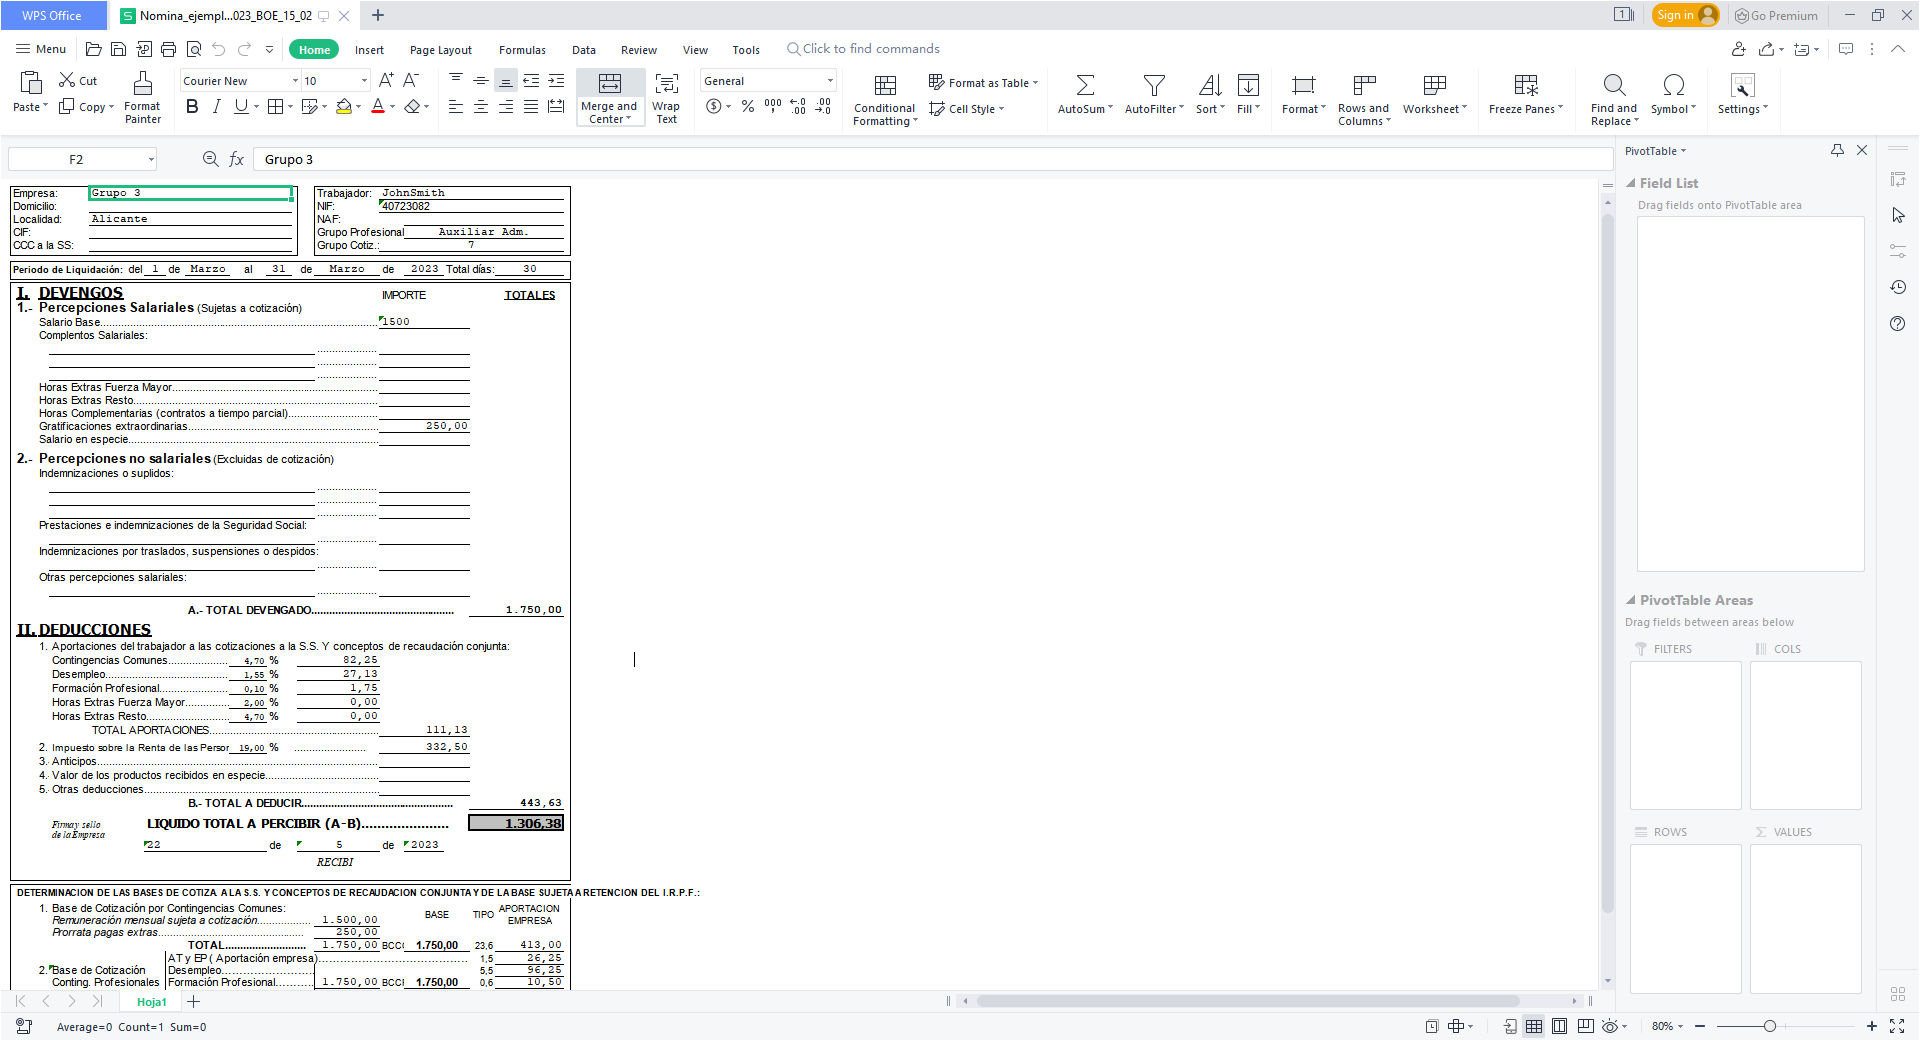 WPS Office
Nomina_ejempl...023_BOE_15_02
1
Sign in
Go Premium
Menu
Home
Insert
Page Layout
Formulas
Data
Review
View
Tools
Click to find commands
Paste
Cut
Copy
Format Painter
Courier New
10
Merge and Center
Wrap Text
General
Conditional Formatting
Format as Table
Cell Style
AutoSum
AutoFilter
Sort
Fill
Format
Rows and Columns
Worksheet
Freeze Panes
Find and Replace
Symbol
Settings
F2
Grupo 3
Empresa: Grupo 3
Domicilio:
Localidad: Alicante
CIF:
CCC a la SS:
Trabajador: JohnSmith
NIF: 40723082
NAF:
Grupo Profesional Auxiliar Adm.
Grupo Cotiz.: 7
Periodo de Liquidación: del 1 de Marzo al 31 de Marzo de 2023 Total días: 30
I. DEVENGOS IMPORTE TOTALES
1.- Percepciones Salariales (Sujetas a cotización)
Salario Base 1500
Complentos Salariales:
Horas Extras Fuerza Mayor
Horas Extras Resto
Horas Complementarias (contratos a tiempo parcial)
Gratificaciones extraordinarias 250,00
Salario en especie
2.- Percepciones no salariales (Excluidas de cotización)
Indemnizaciones o suplidos:
Prestaciones e indemnizaciones de la Seguridad Social:
Indemnizaciones por traslados, suspensiones o despidos:
Otras percepciones salariales:
A.- TOTAL DEVENGADO 1.750,00
II. DEDUCCIONES
1. Aportaciones del trabajador a las cotizaciones a la S.S. Y conceptos de recaudación conjunta:
Contingencias Comunes 4,70 % 82,25
Desempleo 1,55 % 27,13
Formación Profesional 0,10 % 1,75
Horas Extras Fuerza Mayor 2,00 % 0,00
Horas Extras Resto 4,70 % 0,00
TOTAL APORTACIONES 111,13
2. Impuesto sobre la Renta de las Persor 19,00 % 332,50
3. Anticipos
4. Valor de los productos recibidos en especie
5. Otras deducciones
B.- TOTAL A DEDUCIR 443,63
Firma y sello de la Empresa
LIQUIDO TOTAL A PERCIBIR (A-B) 1.306,38
22 de 5 de 2023
RECIBI
DETERMINACION DE LAS BASES DE COTIZA. A LA S.S. Y CONCEPTOS DE RECAUDACION CONJUNTA Y DE LA BASE SUJETA A RETENCION DEL I.R.P.F.:
1. Base de Cotización por Contingencias Comunes: BASE TIPO APORTACION EMPRESA
Remuneración mensual sujeta a cotización 1.500,00
Prorrata pagas extras 250,00
TOTAL 1.750,00 BCC 1.750,00 23,6 413,00
AT y EP ( Aportación empresa) 1,5 26,25
2. Base de Cotización Desempleo 5,5 96,25
Conting. Profesionales Formación Profesional 1.750,00 BCC 1.750,00 0,6 10,50
PivotTable
Field List
Drag fields onto PivotTable area
PivotTable Areas
Drag fields between areas below
FILTERS
COLS
ROWS
VALUES
Hoja1
Average=0 Count=1 Sum=0
80%